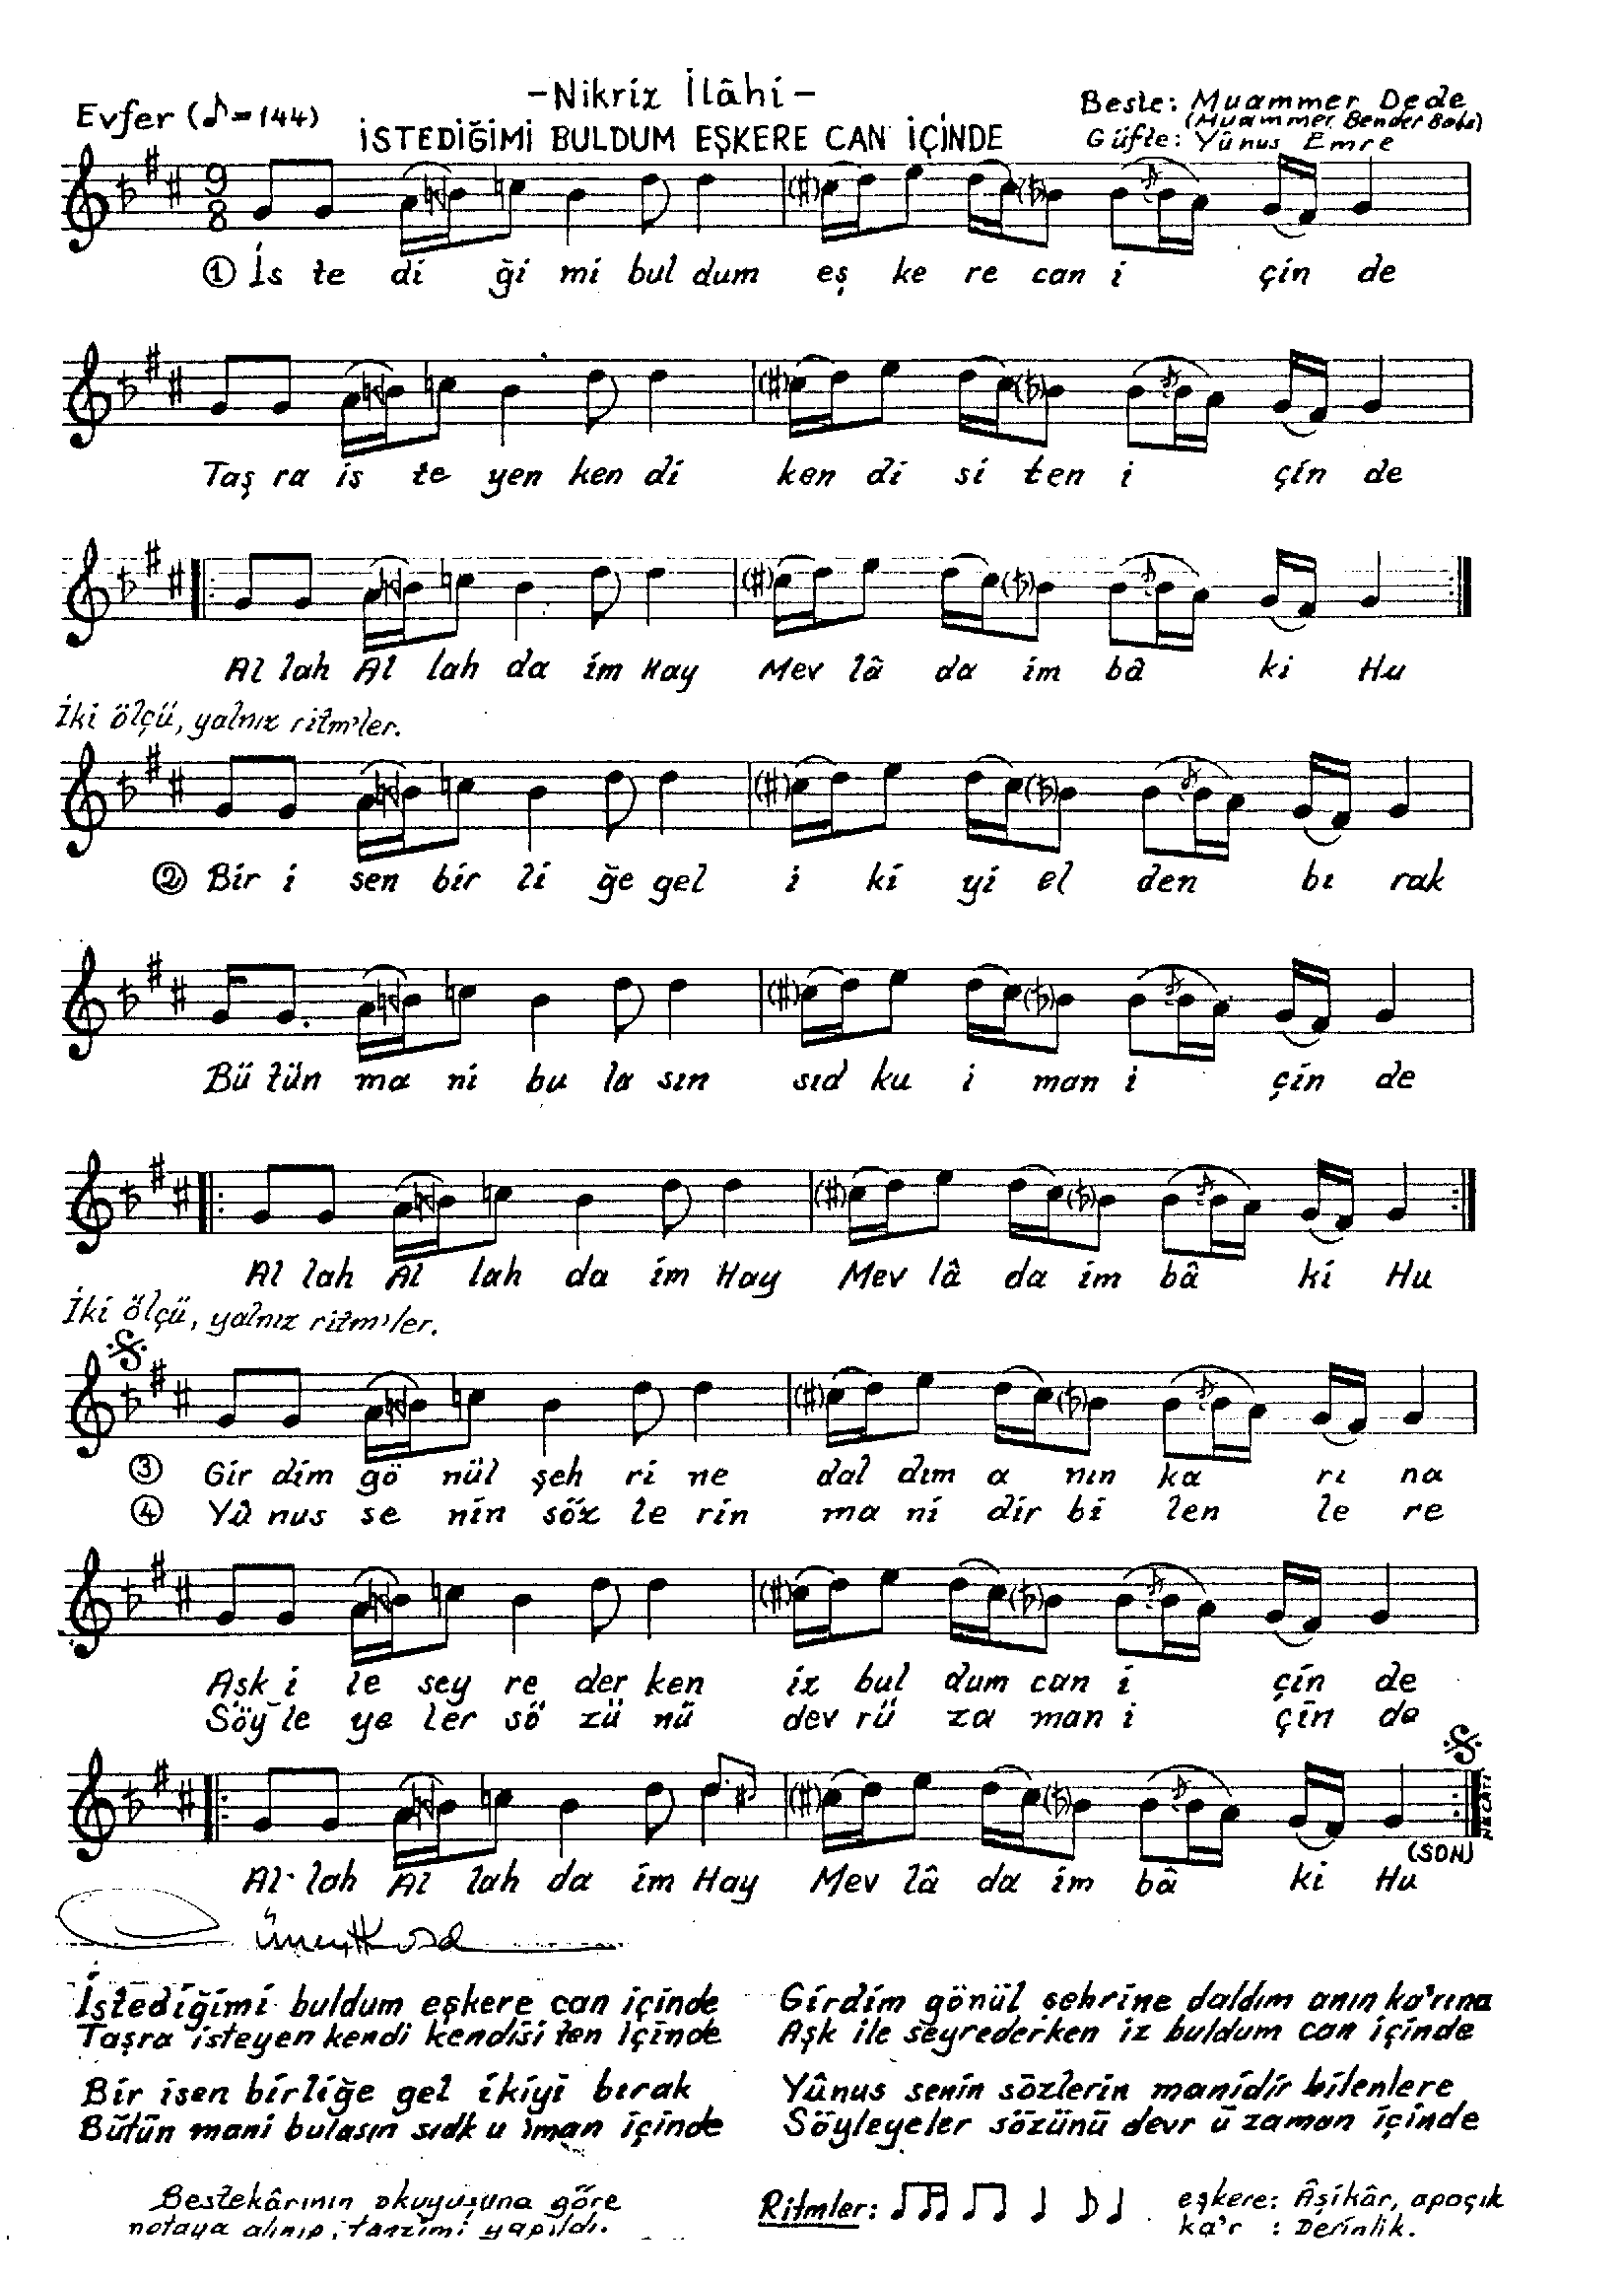 -Nikriz İlâhi-
Evfer (♪=144)
İSTEDİĞİMİ BULDUM EŞKERE CAN İÇİNDE
Beste: Muammer Dede
(Muammer Bender Baba)
Güfte: Yûnus Emre
9
8
① İs te di ği mi bul dum eş ke re can i çin de
Taş ra is te yen ken di ken di si ten i çin de
Al lah Al lah da im Hay Mev lâ da im bâ ki Hu
İki ölçü, yalnız ritm'ler.
② Bir i sen bir li ğe gel i ki yi el den bı rak
Bü tün ma ni bu la sın sıd ku i man i çin de
Al lah Al lah da im Hay Mev lâ da im bâ ki Hu
İki ölçü, yalnız ritm'ler.
③ Gir dim gö nül şeh ri ne dal dım a nın ka rı na
④ Yû nus se nin söz le rin ma ni dir bi len le re
Aşk i le sey re der ken iz bul dum can i çin de
Söy le ye ler sö zü nü dev rü za man i çin de
NECATİ
(SON)
Al lah Al lah da im Hay Mev lâ da im bâ ki Hu
İstediğimi buldum eşkere can içinde
Taşra isteyen kendi kendisi ten içinde
Bir isen birliğe gel ikiyi bırak
Bütün mani bulasın sıdk u iman içinde
Girdim gönül şehrine daldım anın ka'rına
Aşk ile seyrederken iz buldum can içinde
Yûnus senin sözlerin manidir bilenlere
Söyleyeler sözünü devr ü zaman içinde
Bestekârının okuyuşuna göre
notaya alınıp, tanzimi yapıldı.
Ritmler:
eşkere: Âşikâr, apaçık
ka'r : Derinlik.